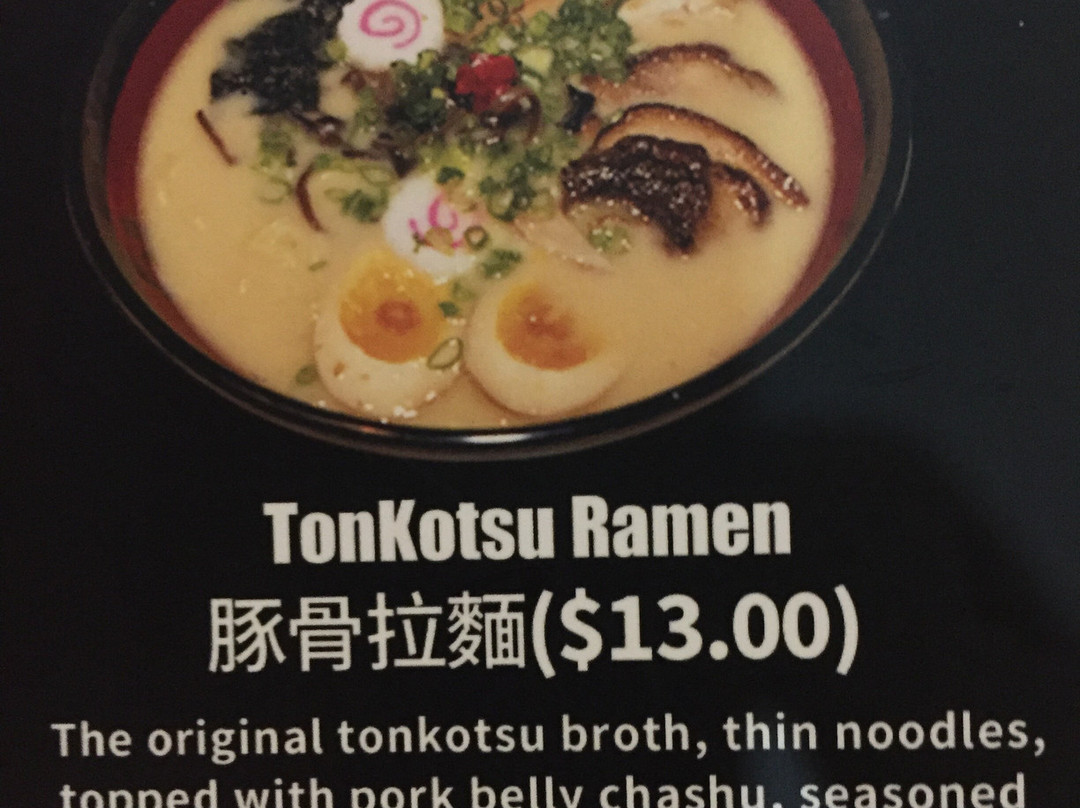 TonKotsu Ramen
豚骨拉麵($13.00)
The original tonkotsu broth, thin noodles,
topped with pork belly chashu, seasoned